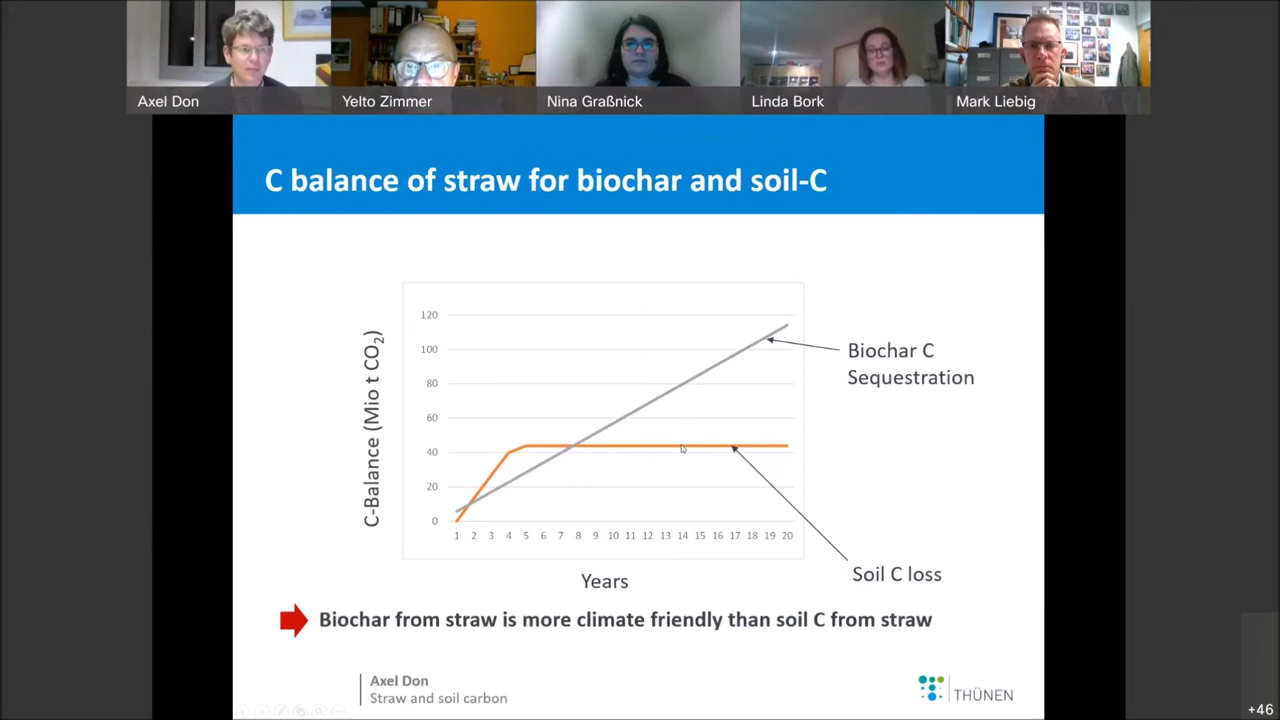 Axel Don
Yelto Zimmer
Nina Graßnick
Linda Bork
Mark Liebig
C balance of straw for biochar and soil-C
C-Balance (Mio t CO₂)
120
100
80
60
40
20
0
1 2 3 4 5 6 7 8 9 10 11 12 13 14 15 16 17 18 19 20
Years
Biochar C
Sequestration
Soil C loss
Biochar from straw is more climate friendly than soil C from straw
Axel Don
Straw and soil carbon
THÜNEN
+46